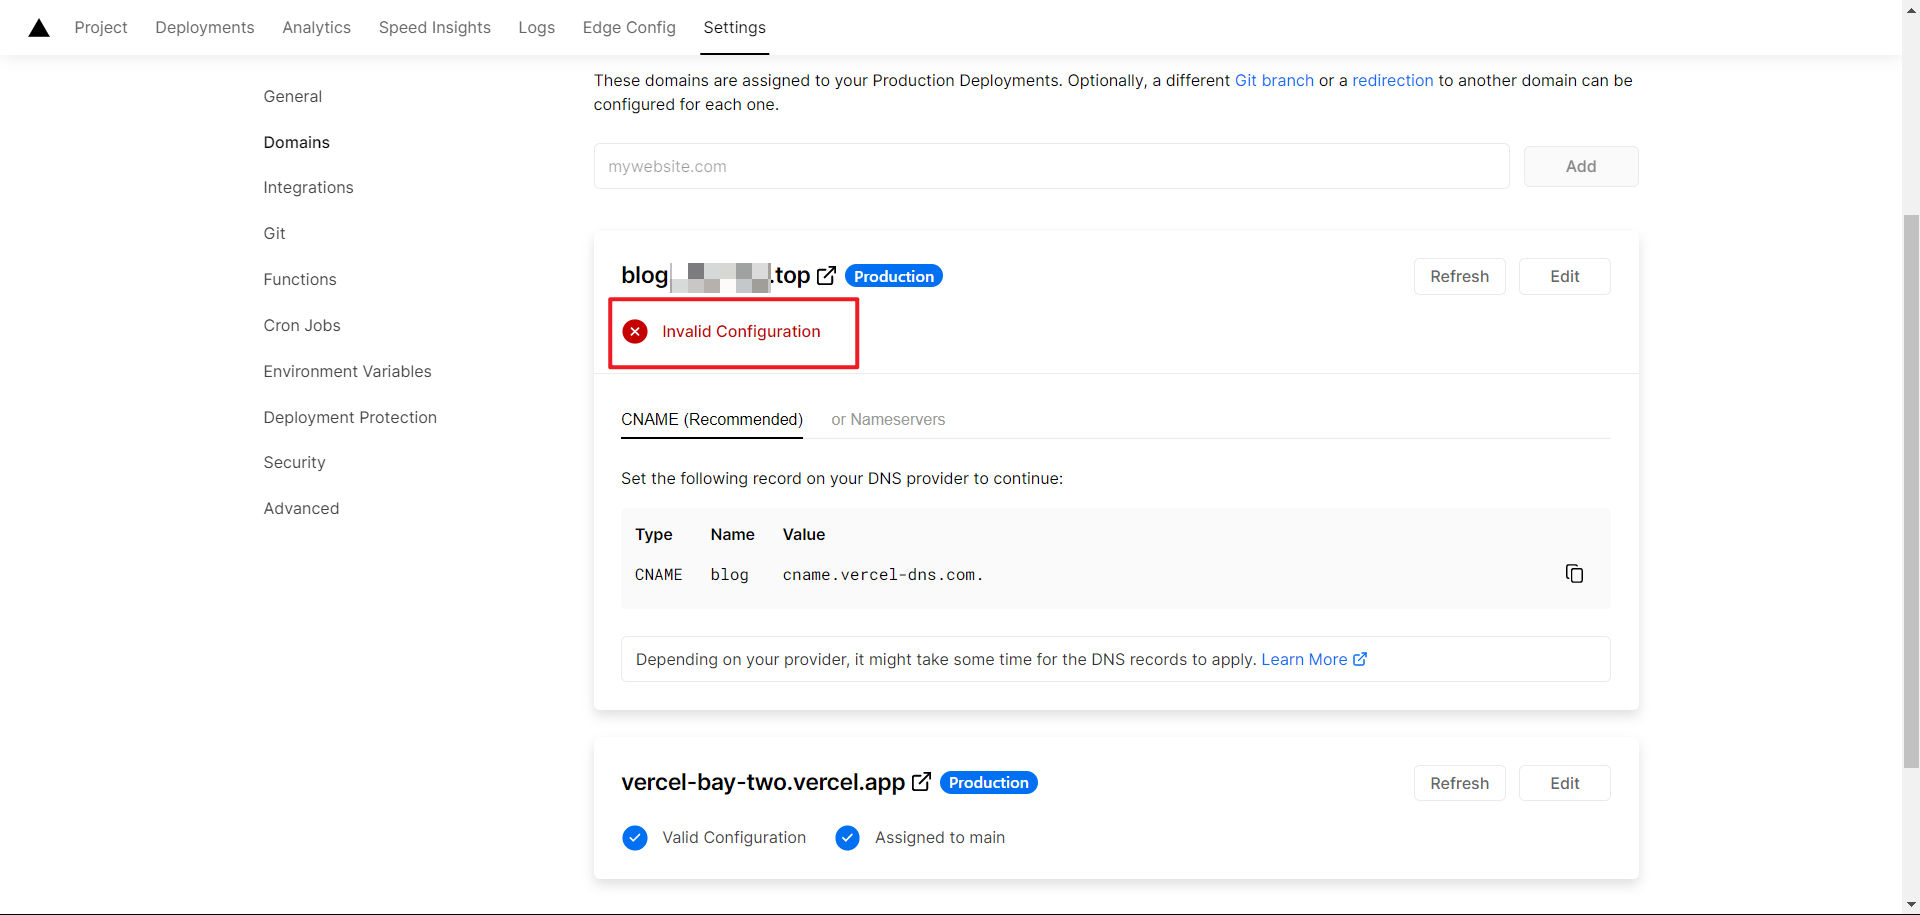 Project Deployments Analytics Speed Insights Logs Edge Config Settings
General
Domains
Integrations
Git
Functions
Cron Jobs
Environment Variables
Deployment Protection
Security
Advanced
These domains are assigned to your Production Deployments. Optionally, a different Git branch or a redirection to another domain can be
configured for each one.
mywebsite.com Add
blog .top Production Refresh Edit
Invalid Configuration
CNAME (Recommended) or Nameservers
Set the following record on your DNS provider to continue:
Type Name Value
CNAME blog cname.vercel-dns.com.
Depending on your provider, it might take some time for the DNS records to apply. Learn More
vercel-bay-two.vercel.app Production Refresh Edit
Valid Configuration Assigned to main